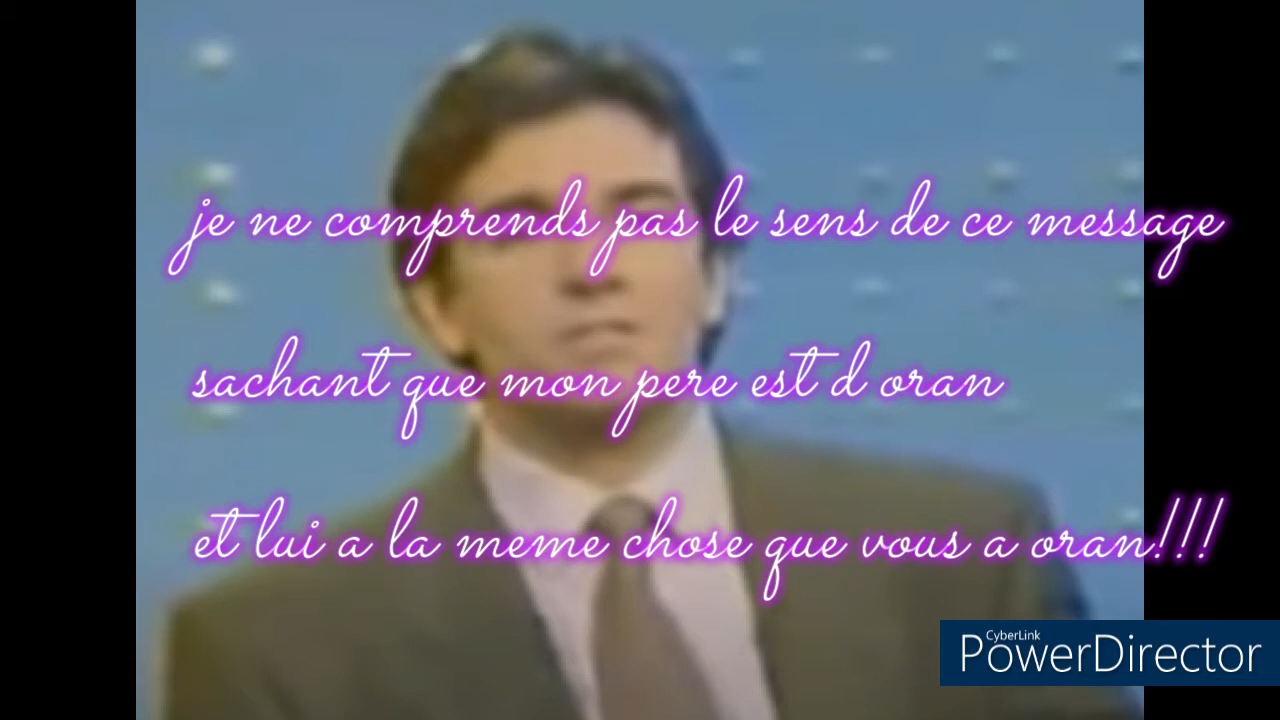 je ne comprends pas le sens de ce message
sachant que mon pere est d oran
et lui a la meme chose que vous a oran!!!
CyberLink
PowerDirector